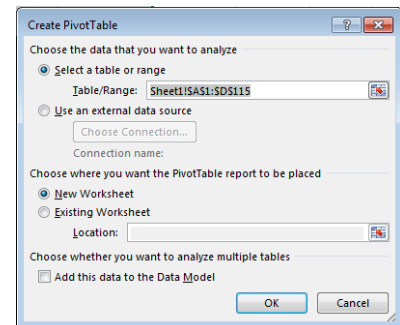 Create PivotTable
Choose the data that you want to analyze
Select a table or range
Table/Range: Sheet1!$A$1:$D$115
Use an external data source
Choose Connection...
Connection name:
Choose where you want the PivotTable report to be placed
New Worksheet
Existing Worksheet
Location:
Choose whether you want to analyze multiple tables
Add this data to the Data Model
OK Cancel